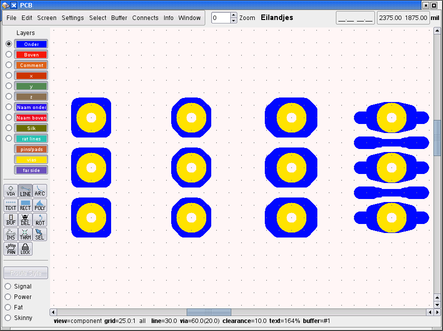 PCB
File Edit Screen Settings Select Buffer Connects Info Window
0 Zoom Eilandjes
2375.00 1875.00 mil
Layers
Onder
Boven
Comment
x
y
z
Naam onder
Naam boven
Silk
rat lines
pins/pads
vias
far side
VIA LINE ARC
TEXT RECT POLY
BUF DEL ROT
INS THRM SEL
PAN LOCK
Signal
Power
Fat
Skinny
view=component grid=25.0:1 all line=30.0 via=60.0(20.0) clearance=10.0 text=164% buffer=#1